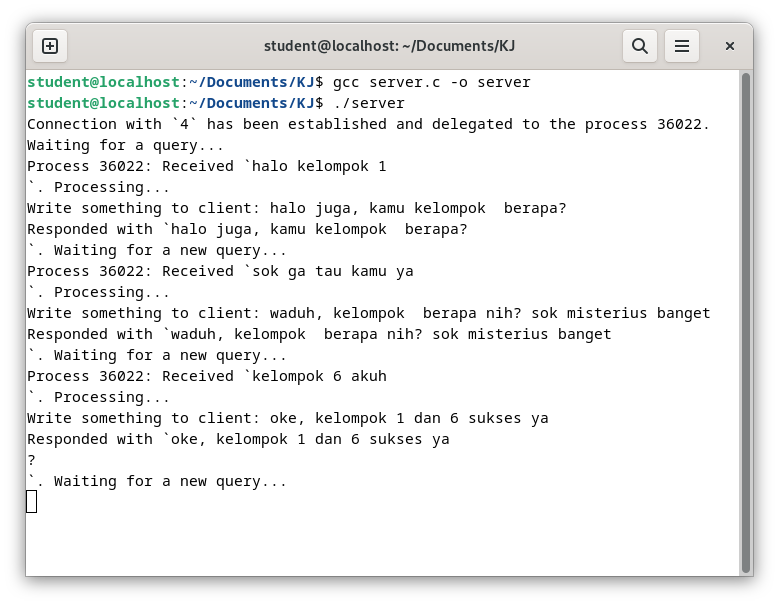 student@localhost: ~/Documents/KJ
student@localhost:~/Documents/KJ$ gcc server.c -o server
student@localhost:~/Documents/KJ$ ./server
Connection with `4` has been established and delegated to the process 36022.
Waiting for a query...
Process 36022: Received `halo kelompok 1
`. Processing...
Write something to client: halo juga, kamu kelompok  berapa?
Responded with `halo juga, kamu kelompok  berapa?
`. Waiting for a new query...
Process 36022: Received `sok ga tau kamu ya
`. Processing...
Write something to client: waduh, kelompok  berapa nih? sok misterius banget
Responded with `waduh, kelompok  berapa nih? sok misterius banget
`. Waiting for a new query...
Process 36022: Received `kelompok 6 akuh
`. Processing...
Write something to client: oke, kelompok 1 dan 6 sukses ya
Responded with `oke, kelompok 1 dan 6 sukses ya
?
`. Waiting for a new query...